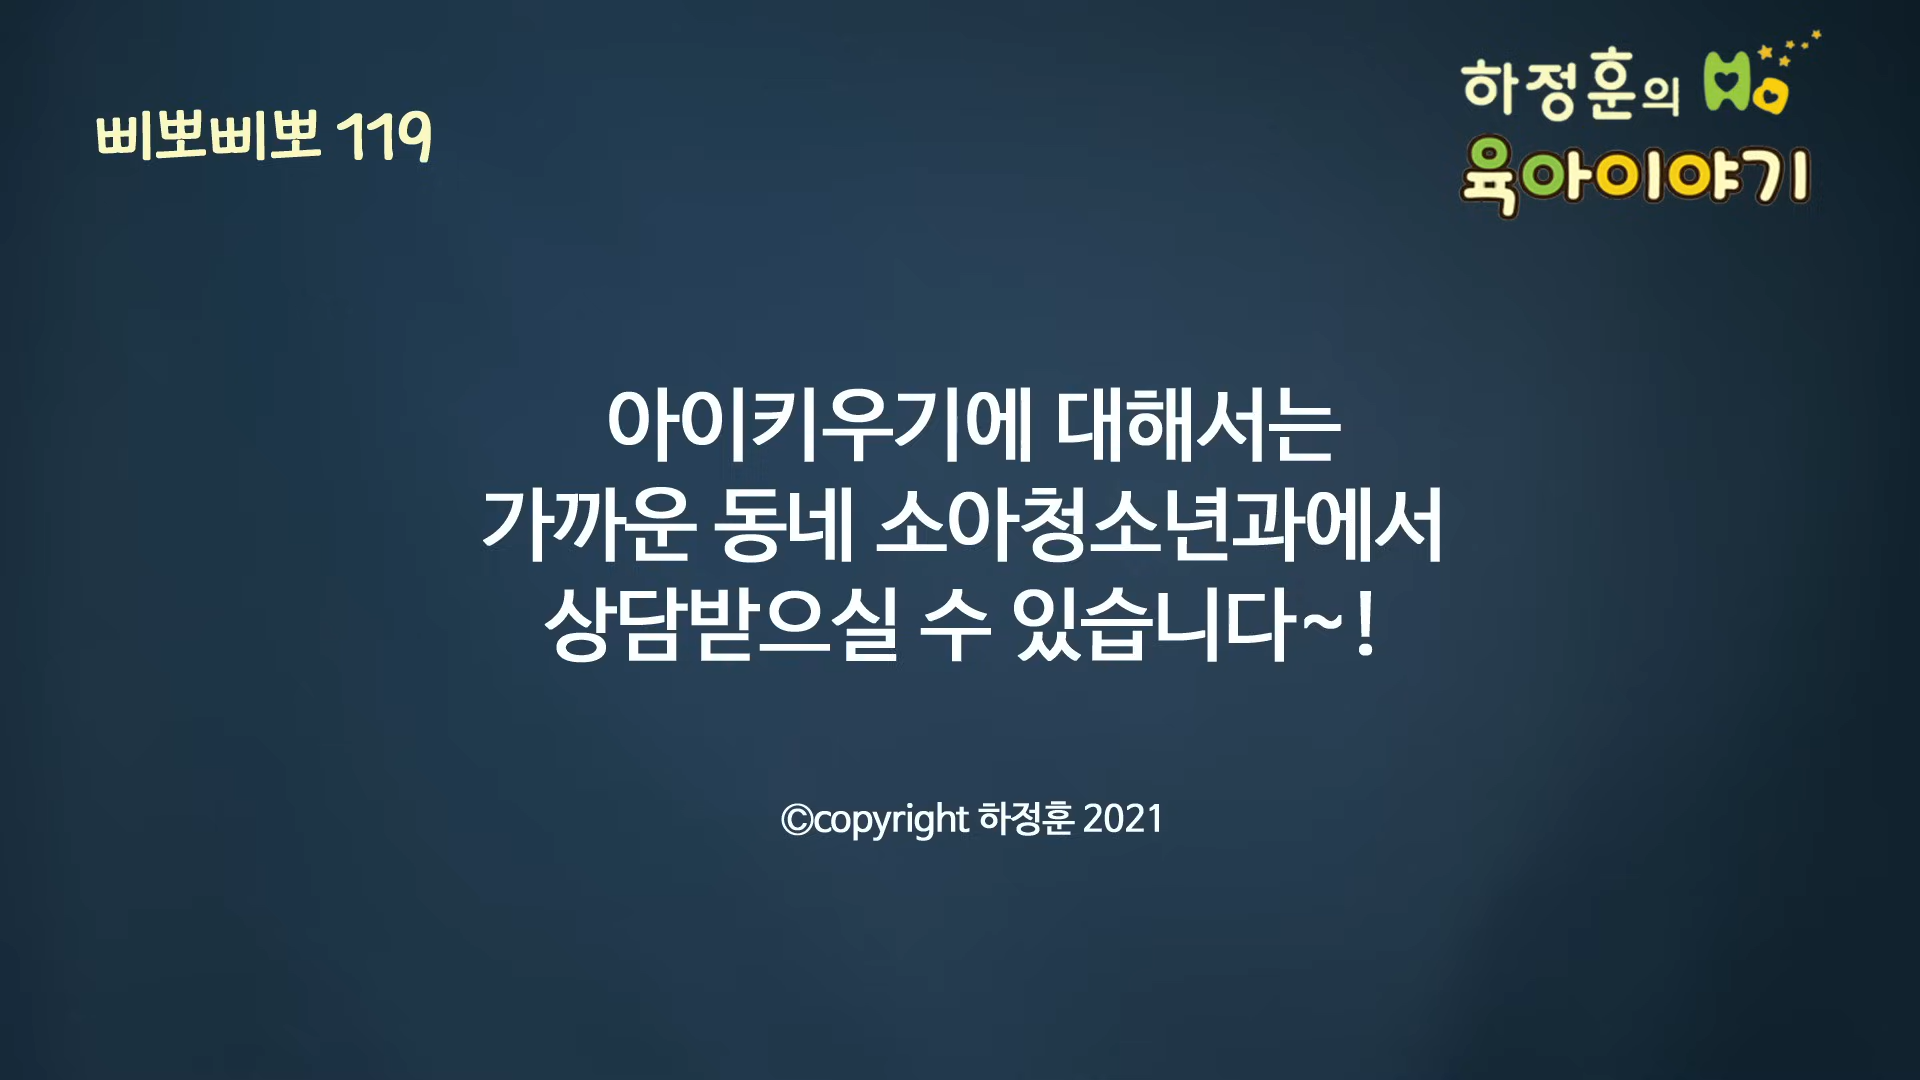 삐뽀삐뽀 119
하정훈의
육아이야기
아이키우기에 대해서는
가까운 동네 소아청소년과에서
상담받으실 수 있습니다~!
©copyright 하정훈 2021